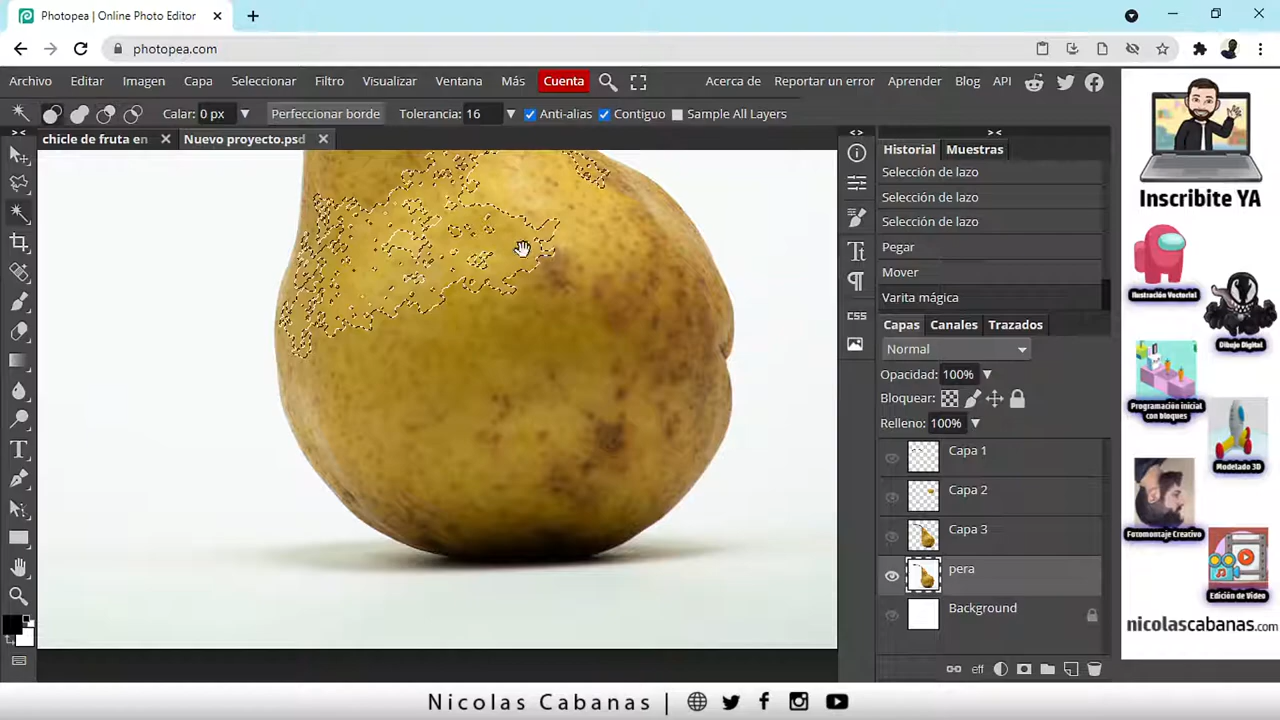 Photopea | Online Photo Editor
photopea.com
Archivo Editar Imagen Capa Seleccionar Filtro Visualizar Ventana Más Cuenta Acerca de Reportar un error Aprender Blog API
Calar: 0 px Perfeccionar borde Tolerancia: 16 Anti-alias Contiguo Sample All Layers
chicle de fruta en Nuevo proyecto.psd
Historial Muestras
Selección de lazo
Selección de lazo
Selección de lazo
Pegar
Mover
Varita mágica
CSS
Capas Canales Trazados
Normal
Opacidad: 100%
Bloquear:
Relleno: 100%
Capa 1
Capa 2
Capa 3
pera
Background
eff
Inscribite YA
Ilustración Vectorial
Dibujo Digital
Programación inicial
con bloques
Modelado 3D
Fotomontaje Creativo
Edición de Video
nicolascabanas.com
Nicolas Cabanas |